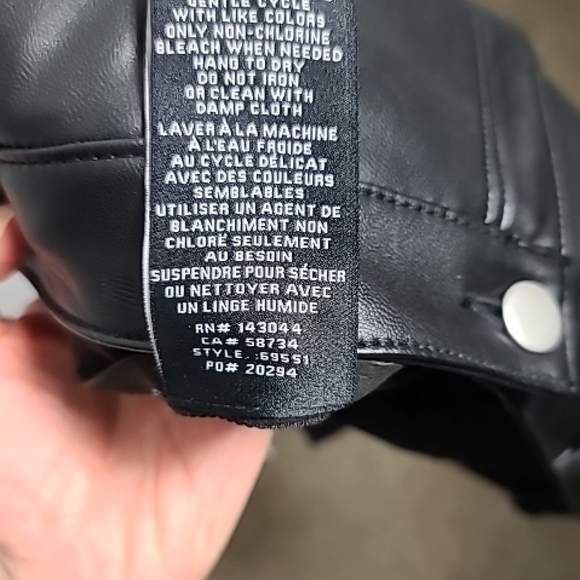 GENTLE CYCLE
WITH LIKE COLORS
ONLY NON-CHLORINE
BLEACH WHEN NEEDED
HANG TO DRY
DO NOT IRON
OR CLEAN WITH
DAMP CLOTH
LAVER À LA MACHINE
À L'EAU FROIDE
AU CYCLE DÉLICAT
AVEC DES COULEURS
SEMBLABLES
UTILISER UN AGENT DE
BLANCHIMENT NON
CHLORÉ SEULEMENT
AU BESOIN
SUSPENDRE POUR SÉCHER
OU NETTOYER AVEC
UN LINGE HUMIDE
RN# 143044
CA# 58734
STYLE.:69551
PO# 20294